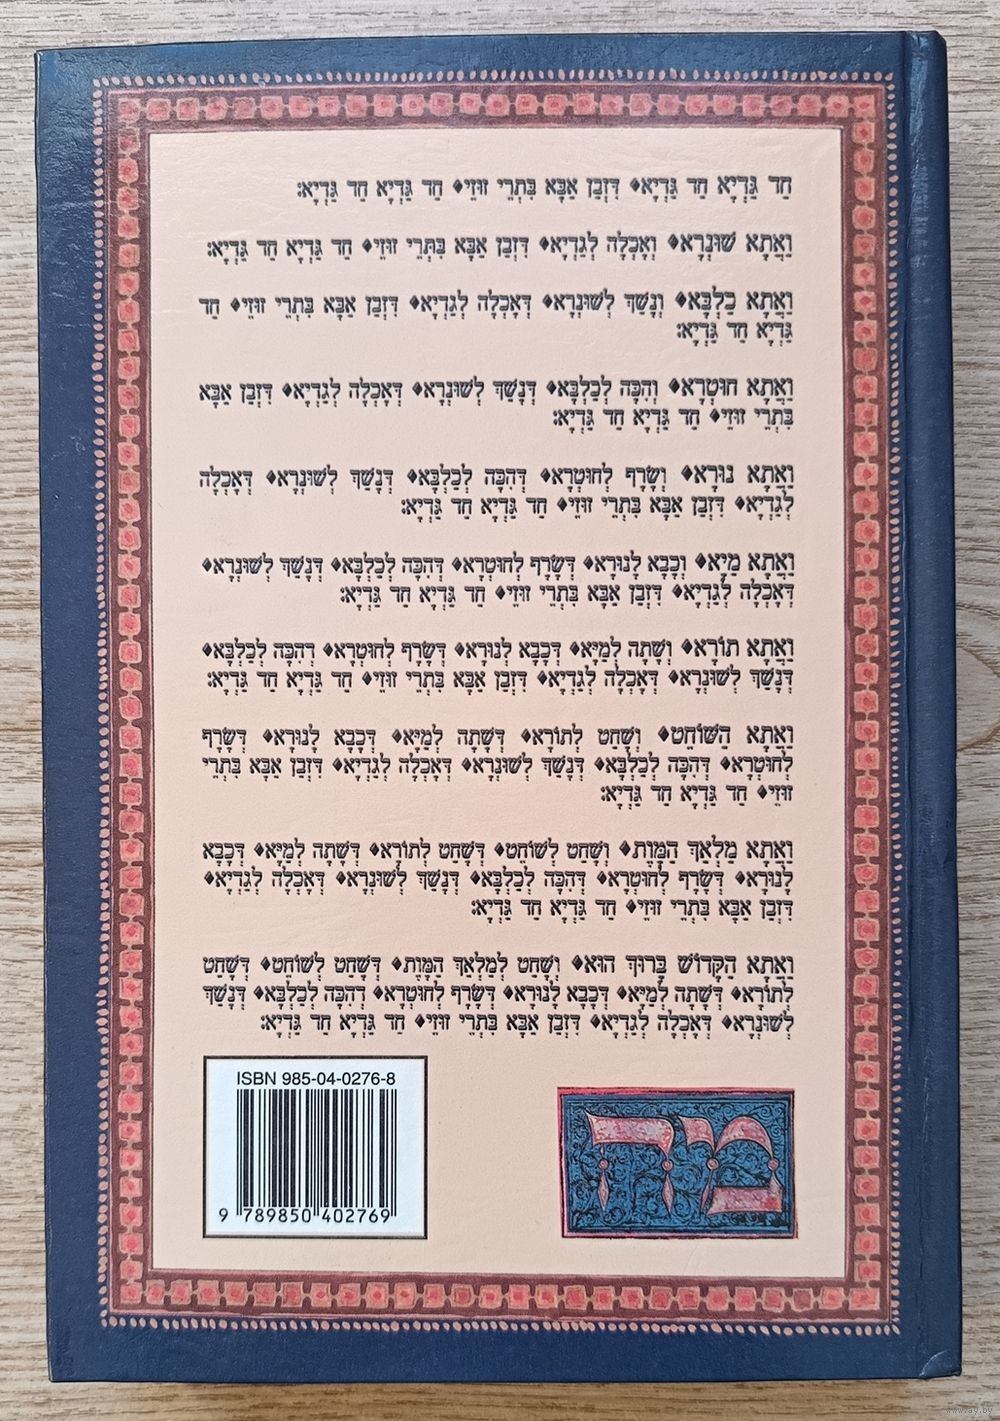 חַד גַּדְיָא חַד גַּדְיָא♦ דִּזְבַן אַבָּא בִּתְרֵי זוּזֵי♦ חַד גַּדְיָא חַד גַּדְיָא:
וַאֲתָא שׁוּנְרָא♦ וְאָכְלָה לְגַדְיָא♦ דִּזְבַן אַבָּא בִּתְרֵי זוּזֵי♦ חַד גַּדְיָא חַד גַּדְיָא:
וַאֲתָא כַלְבָּא♦ וְנָשַׁךְ לְשׁוּנְרָא♦ דְּאָכְלָה לְגַדְיָא♦ דִּזְבַן אַבָּא בִּתְרֵי זוּזֵי♦ חַד
גַּדְיָא חַד גַּדְיָא:
וַאֲתָא חוּטְרָא♦ וְהִכָּה לְכַלְבָּא♦ דְּנָשַׁךְ לְשׁוּנְרָא♦ דְּאָכְלָה לְגַדְיָא♦ דִּזְבַן אַבָּא
בִּתְרֵי זוּזֵי♦ חַד גַּדְיָא חַד גַּדְיָא:
וַאֲתָא נוּרָא♦ וְשָׂרַף לְחוּטְרָא♦ דְּהִכָּה לְכַלְבָּא♦ דְּנָשַׁךְ לְשׁוּנְרָא♦ דְּאָכְלָה
לְגַדְיָא♦ דִּזְבַן אַבָּא בִּתְרֵי זוּזֵי♦ חַד גַּדְיָא חַד גַּדְיָא:
וַאֲתָא מַיָּא♦ וְכָבָא לְנוּרָא♦ דְּשָׂרַף לְחוּטְרָא♦ דְּהִכָּה לְכַלְבָּא♦ דְּנָשַׁךְ לְשׁוּנְרָא♦
דְּאָכְלָה לְגַדְיָא♦ דִּזְבַן אַבָּא בִּתְרֵי זוּזֵי♦ חַד גַּדְיָא חַד גַּדְיָא:
וַאֲתָא תוֹרָא♦ וְשָׁתָה לְמַיָּא♦ דְּכָבָא לְנוּרָא♦ דְּשָׂרַף לְחוּטְרָא♦ דְּהִכָּה לְכַלְבָּא♦
דְּנָשַׁךְ לְשׁוּנְרָא♦ דְּאָכְלָה לְגַדְיָא♦ דִּזְבַן אַבָּא בִּתְרֵי זוּזֵי♦ חַד גַּדְיָא חַד גַּדְיָא:
וַאֲתָא הַשּׁוֹחֵט♦ וְשָׁחַט לְתוֹרָא♦ דְּשָׁתָה לְמַיָּא♦ דְּכָבָא לְנוּרָא♦ דְּשָׂרַף
לְחוּטְרָא♦ דְּהִכָּה לְכַלְבָּא♦ דְּנָשַׁךְ לְשׁוּנְרָא♦ דְּאָכְלָה לְגַדְיָא♦ דִּזְבַן אַבָּא בִּתְרֵי
זוּזֵי♦ חַד גַּדְיָא חַד גַּדְיָא:
וַאֲתָא מַלְאַךְ הַמָּוֶת♦ וְשָׁחַט לְשׁוֹחֵט♦ דְּשָׁחַט לְתוֹרָא♦ דְּשָׁתָה לְמַיָּא♦ דְּכָבָא
לְנוּרָא♦ דְּשָׂרַף לְחוּטְרָא♦ דְּהִכָּה לְכַלְבָּא♦ דְּנָשַׁךְ לְשׁוּנְרָא♦ דְּאָכְלָה לְגַדְיָא♦
דִּזְבַן אַבָּא בִּתְרֵי זוּזֵי♦ חַד גַּדְיָא חַד גַּדְיָא:
וַאֲתָא הַקָּדוֹשׁ בָּרוּךְ הוּא♦ וְשָׁחַט לְמַלְאַךְ הַמָּוֶת♦ דְּשָׁחַט לְשׁוֹחֵט♦ דְּשָׁחַט
לְתוֹרָא♦ דְּשָׁתָה לְמַיָּא♦ דְּכָבָא לְנוּרָא♦ דְּשָׂרַף לְחוּטְרָא♦ דְּהִכָּה לְכַלְבָּא♦ דְּנָשַׁךְ
לְשׁוּנְרָא♦ דְּאָכְלָה לְגַדְיָא♦ דִּזְבַן אַבָּא בִּתְרֵי זוּזֵי♦ חַד גַּדְיָא חַד גַּדְיָא:
ISBN 985-04-0276-8
9 789850 402769